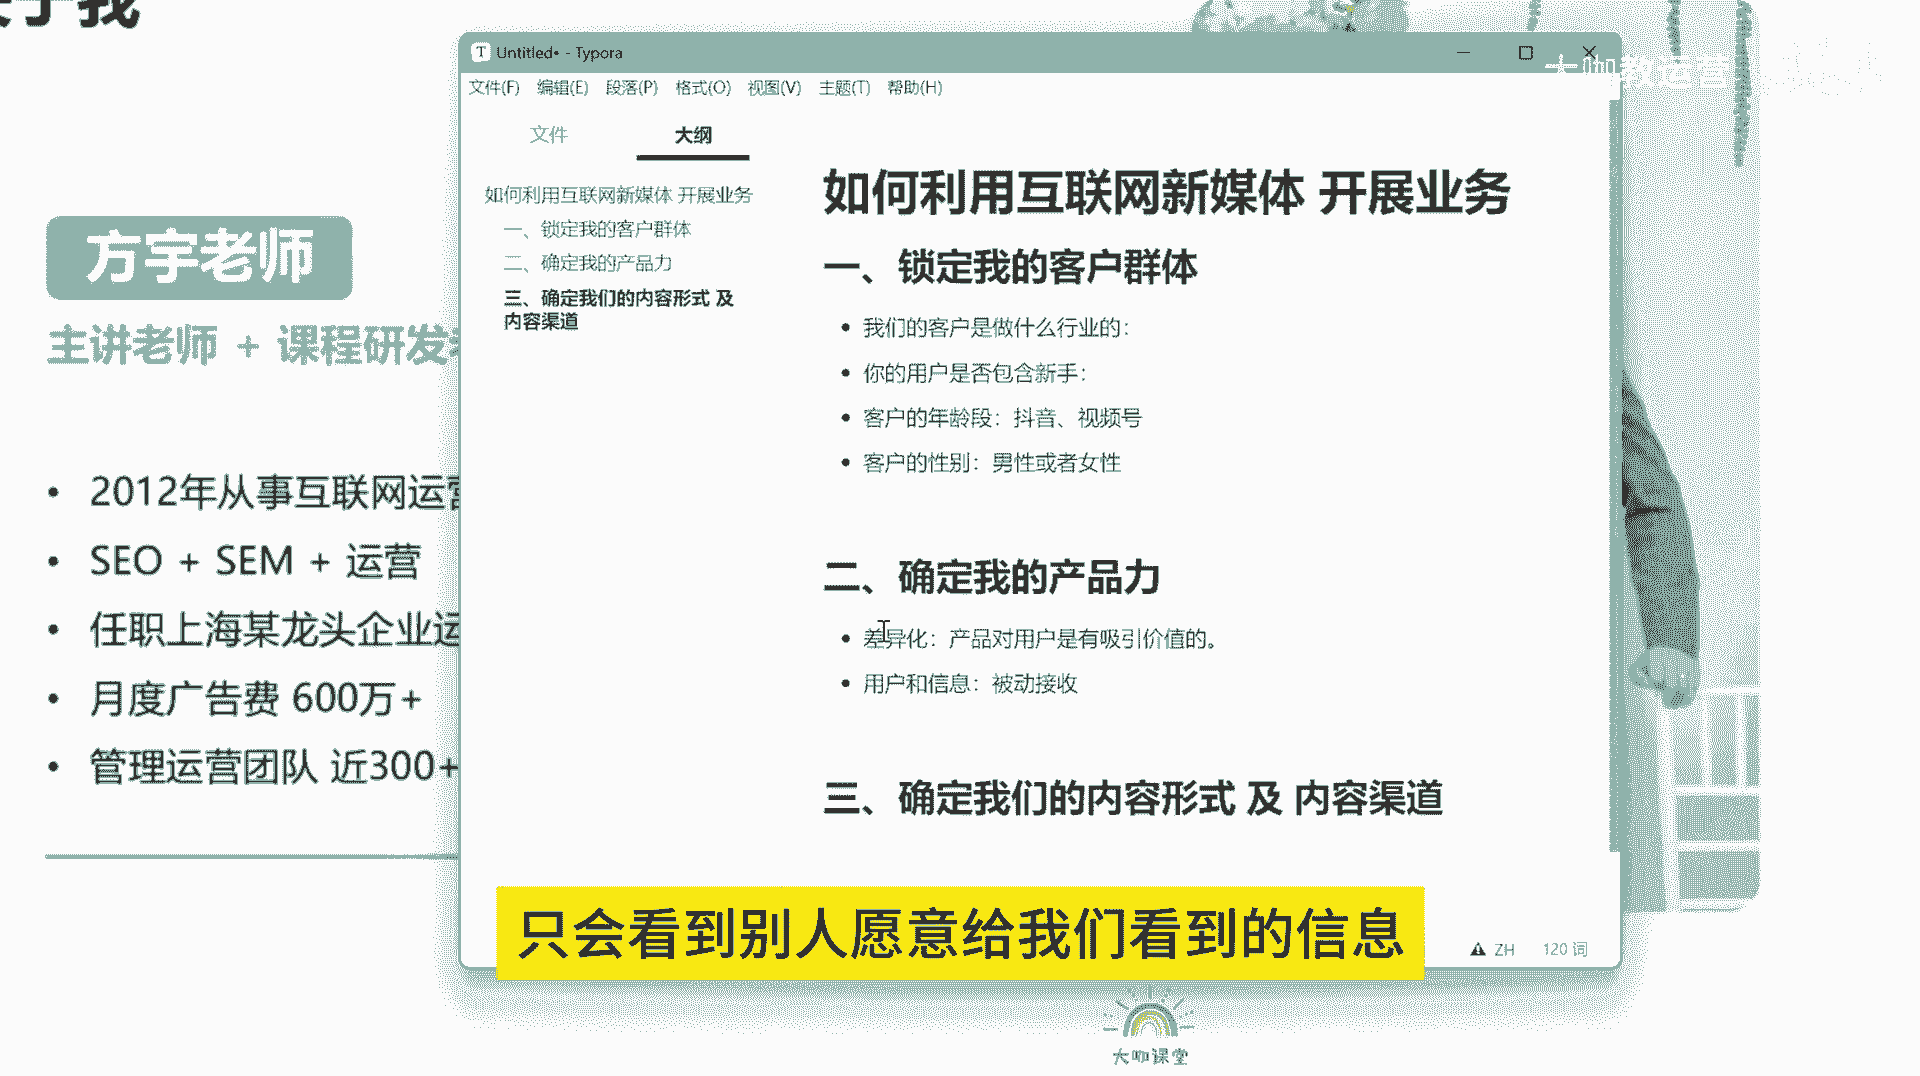 关于我
方宇老师
主讲老师 + 课程研发
2012年从事互联网运营
SEO + SEM + 运营
任职上海某龙头企业运
月度广告费 600万+
管理运营团队 近300+
Untitled• - Typora
文件(F) 编辑(E) 段落(P) 格式(O) 视图(V) 主题(T) 帮助(H)
文件 大纲
如何利用互联网新媒体 开展业务
一、锁定我的客户群体
二、确定我的产品力
三、确定我们的内容形式 及
内容渠道
如何利用互联网新媒体 开展业务
一、锁定我的客户群体
我们的客户是做什么行业的：
你的用户是否包含新手：
客户的年龄段：抖音、视频号
客户的性别：男性或者女性
二、确定我的产品力
差异化：产品对用户是有吸引价值的。
用户和信息：被动接收
三、确定我们的内容形式 及 内容渠道
ZH 120 词
只会看到别人愿意给我们看到的信息
大咖教运营
大咖课堂